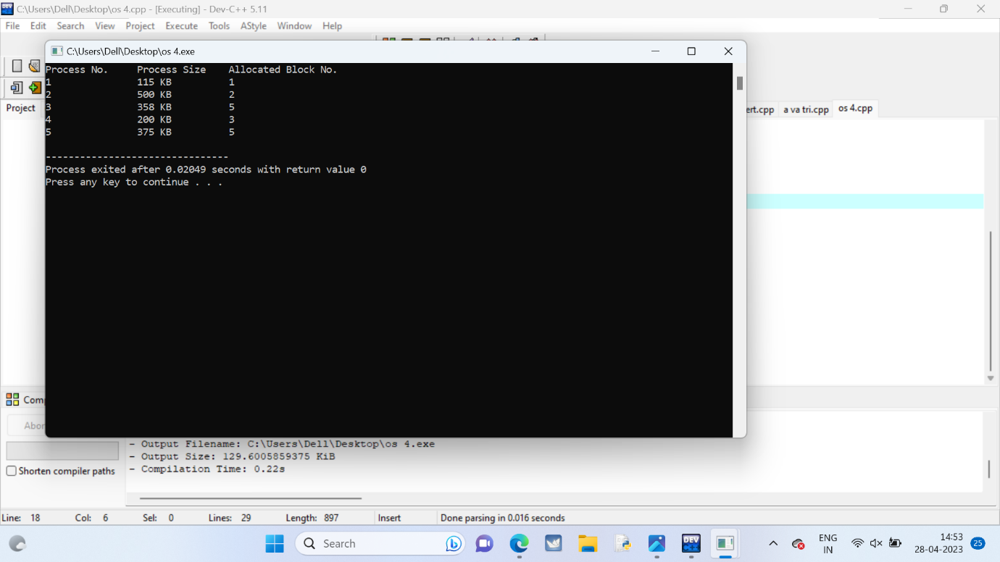 C:\Users\Dell\Desktop\os 4.cpp - [Executing] - Dev-C++ 5.11
File Edit Search View Project Execute Tools AStyle Window Help
C:\Users\Dell\Desktop\os 4.exe
Process No. Process Size Allocated Block No.
1 115 KB 1
2 500 KB 2
3 358 KB 5
4 200 KB 3
5 375 KB 5
--------------------------------
Process exited after 0.02049 seconds with return value 0
Press any key to continue . . .
Project
ert.cpp a va tri.cpp os 4.cpp
Comp
Abor
Shorten compiler paths
- Output Filename: C:\Users\Dell\Desktop\os 4.exe
- Output Size: 129.6005859375 KiB
- Compilation Time: 0.22s
Line: 18 Col: 6 Sel: 0 Lines: 29 Length: 897 Insert Done parsing in 0.016 seconds
Search
DEV
ENG
IN
14:53
28-04-2023
25